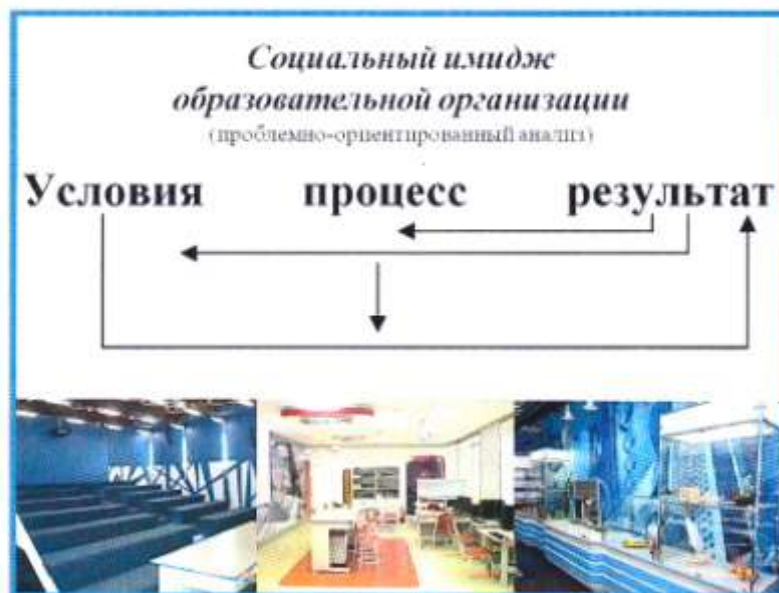 Социальный имидж
образовательной организации
(проблемно-ориентированный анализ)
Условия процесс результат